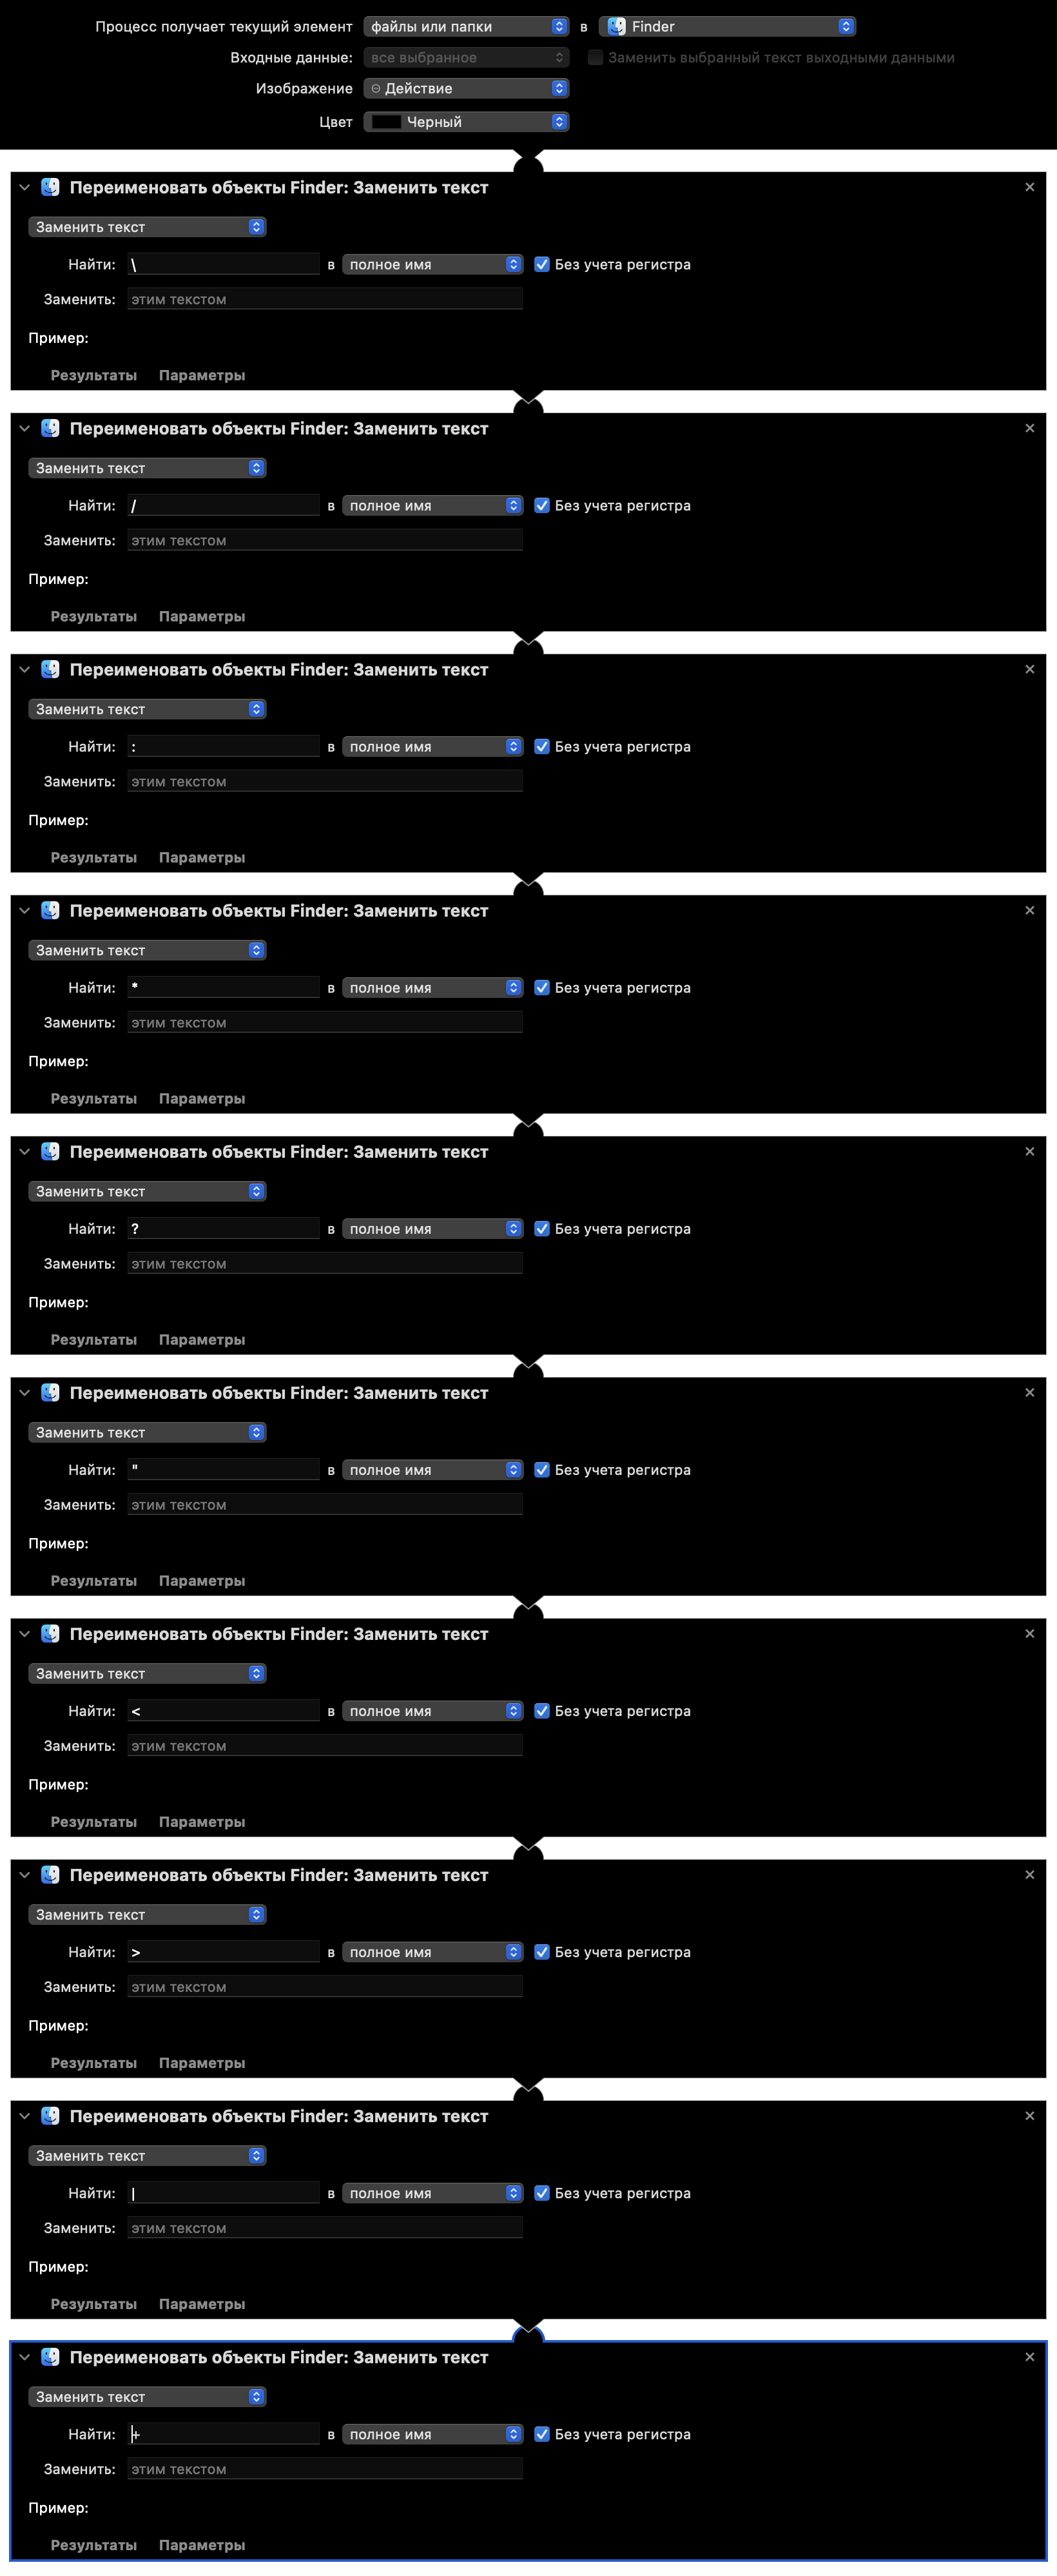 Процесс получает текущий элемент файлы или папки в Finder
Входные данные: все выбранное Заменить выбранный текст выходными данными
Изображение Действие
Цвет Черный
Переименовать объекты Finder: Заменить текст
Заменить текст
Найти: \ в полное имя Без учета регистра
Заменить: этим текстом
Пример:
Результаты Параметры
Переименовать объекты Finder: Заменить текст
Заменить текст
Найти: / в полное имя Без учета регистра
Заменить: этим текстом
Пример:
Результаты Параметры
Переименовать объекты Finder: Заменить текст
Заменить текст
Найти: : в полное имя Без учета регистра
Заменить: этим текстом
Пример:
Результаты Параметры
Переименовать объекты Finder: Заменить текст
Заменить текст
Найти: * в полное имя Без учета регистра
Заменить: этим текстом
Пример:
Результаты Параметры
Переименовать объекты Finder: Заменить текст
Заменить текст
Найти: ? в полное имя Без учета регистра
Заменить: этим текстом
Пример:
Результаты Параметры
Переименовать объекты Finder: Заменить текст
Заменить текст
Найти: " в полное имя Без учета регистра
Заменить: этим текстом
Пример:
Результаты Параметры
Переименовать объекты Finder: Заменить текст
Заменить текст
Найти: < в полное имя Без учета регистра
Заменить: этим текстом
Пример:
Результаты Параметры
Переименовать объекты Finder: Заменить текст
Заменить текст
Найти: > в полное имя Без учета регистра
Заменить: этим текстом
Пример:
Результаты Параметры
Переименовать объекты Finder: Заменить текст
Заменить текст
Найти: | в полное имя Без учета регистра
Заменить: этим текстом
Пример:
Результаты Параметры
Переименовать объекты Finder: Заменить текст
Заменить текст
Найти: + в полное имя Без учета регистра
Заменить: этим текстом
Пример:
Результаты Параметры